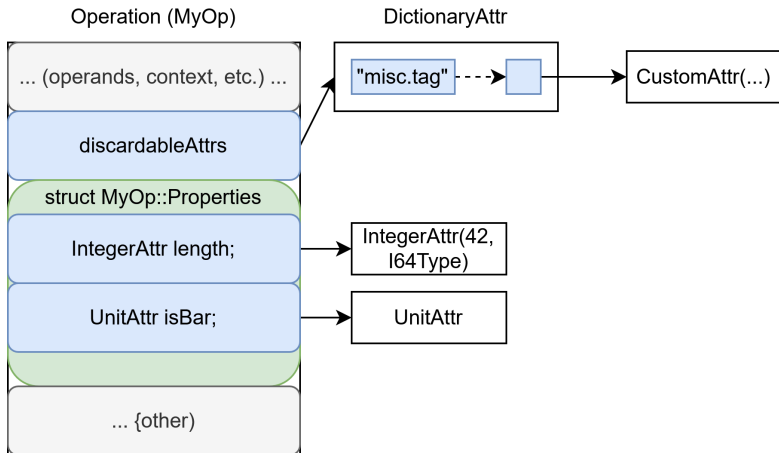 Operation (MyOp)
DictionaryAttr
... (operands, context, etc.) ...
"misc.tag"
CustomAttr(...)
discardableAttrs
struct MyOp::Properties
IntegerAttr length;
IntegerAttr(42,
I64Type)
UnitAttr isBar;
UnitAttr
... {other)